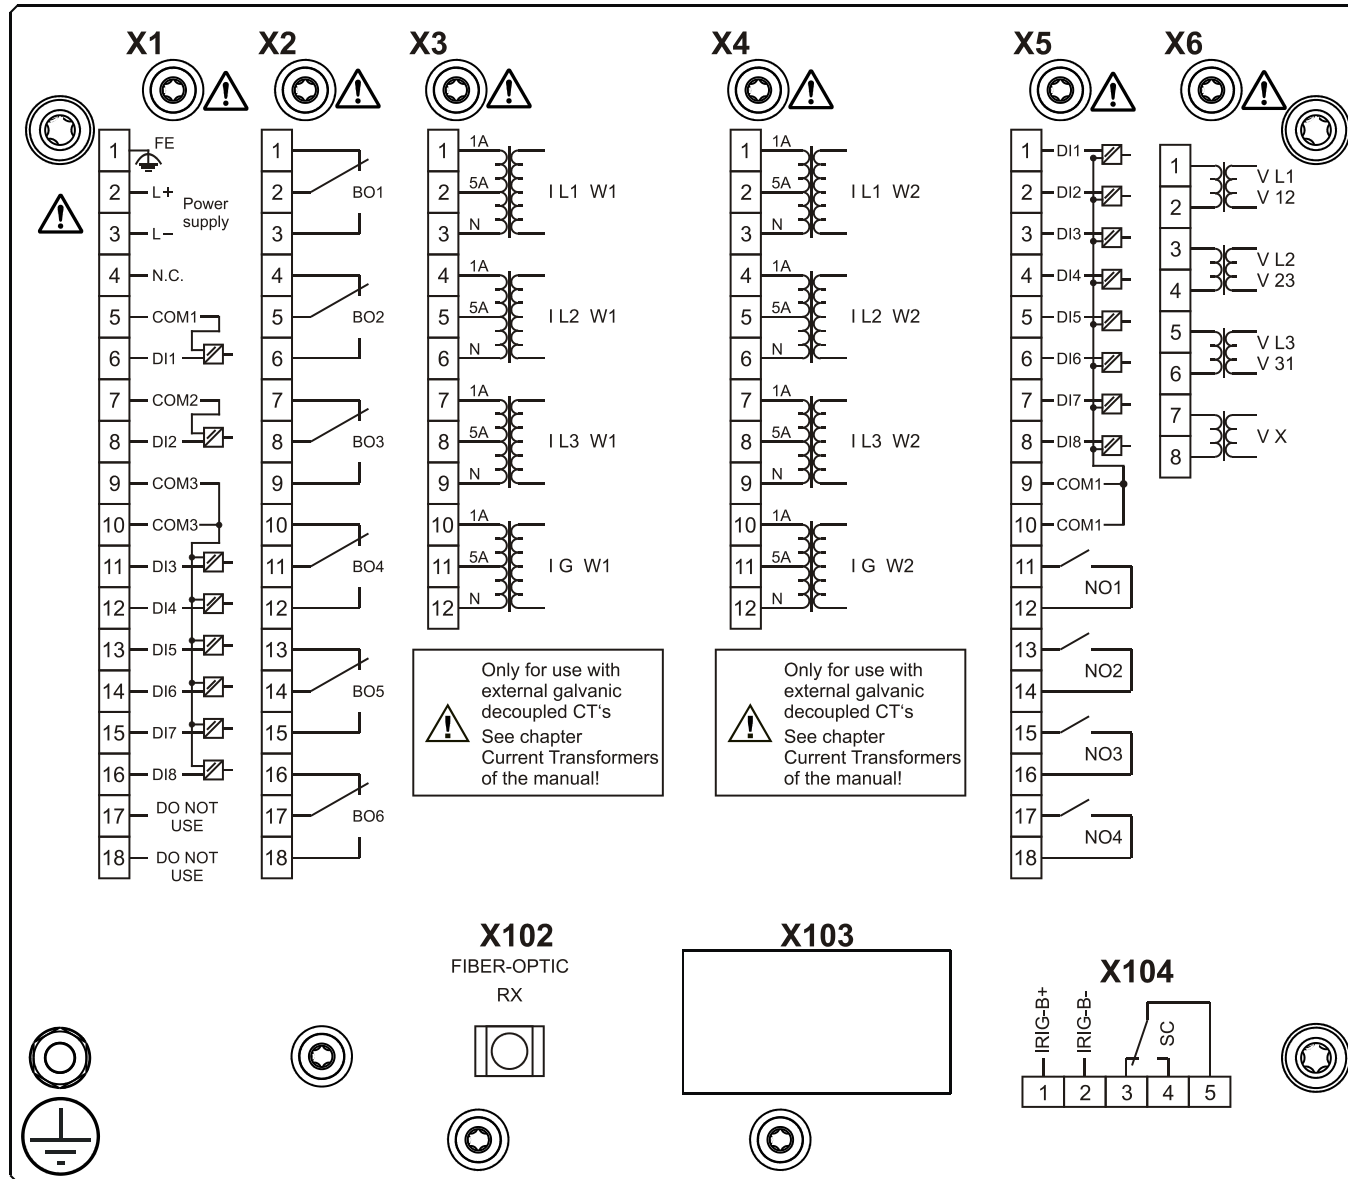 X1
1 FE
2 L+
Power
supply
3 L−
4 N.C.
5 COM1
6 DI1
7 COM2
8 DI2
9 COM3
10 COM3
11 DI3
12 DI4
13 DI5
14 DI6
15 DI7
16 DI8
17 DO NOT
USE
18 DO NOT
USE
X2
1
2 BO1
3
4
5 BO2
6
7
8 BO3
9
10
11 BO4
12
13
14 BO5
15
16
17 BO6
18
X3
1 1A
2 5A I L1 W1
3 N
4 1A
5 5A I L2 W1
6 N
7 1A
8 5A I L3 W1
9 N
10 1A
11 5A I G W1
12 N
Only for use with
external galvanic
decoupled CT‘s
See chapter
Current Transformers
of the manual!
X4
1 1A
2 5A I L1 W2
3 N
4 1A
5 5A I L2 W2
6 N
7 1A
8 5A I L3 W2
9 N
10 1A
11 5A I G W2
12 N
Only for use with
external galvanic
decoupled CT‘s
See chapter
Current Transformers
of the manual!
X5
1 DI1
2 DI2
3 DI3
4 DI4
5 DI5
6 DI6
7 DI7
8 DI8
9 COM1
10 COM1
11
NO1
12
13
NO2
14
15
NO3
16
17
NO4
18
X6
1
V L1
V 12
2
3
V L2
V 23
4
5
V L3
V 31
6
7
V X
8
X102
FIBER-OPTIC
RX
X103
X104
IRIG-B+
IRIG-B-
SC
1 2 3 4 5